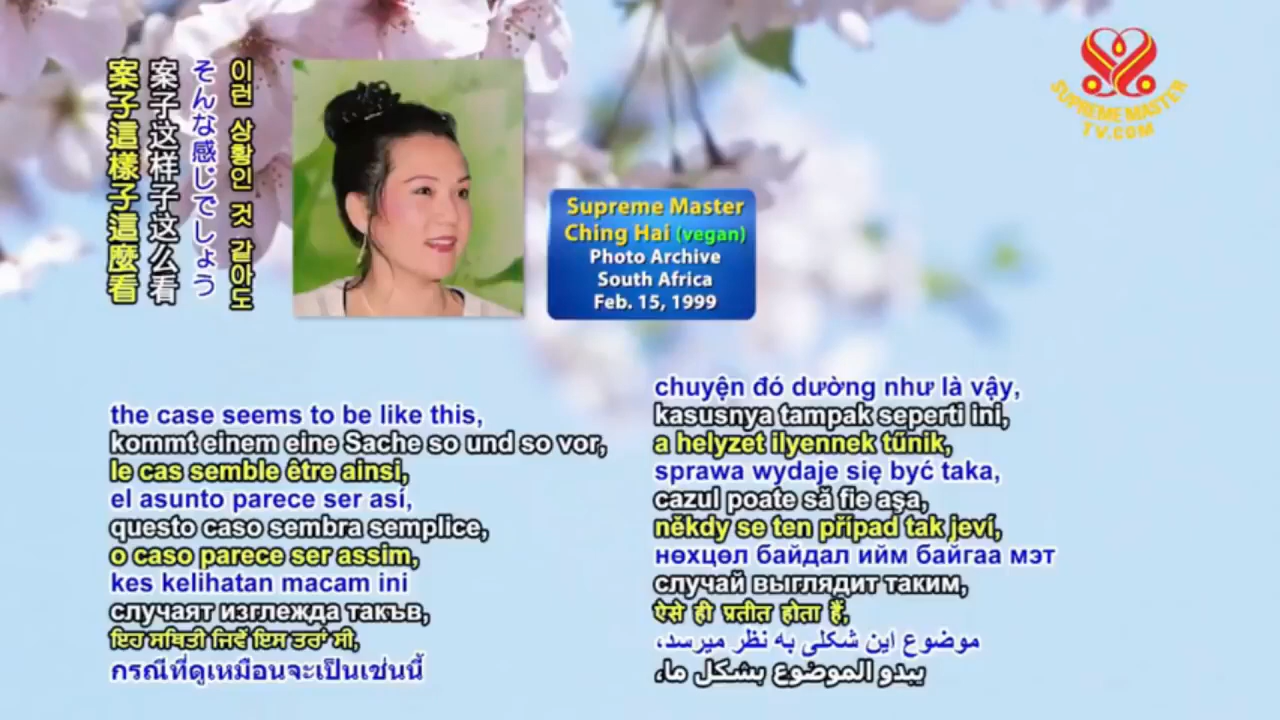 案子這樣子這麼看
案子这样子这么看
そんな感じでしょう
이런 상황인 것 같아도
Supreme Master
Ching Hai (vegan)
Photo Archive
South Africa
Feb. 15, 1999
SUPREME MASTER
TV.COM
the case seems to be like this,
kommt einem eine Sache so und so vor,
le cas semble être ainsi,
el asunto parece ser así,
questo caso sembra semplice,
o caso parece ser assim,
kes kelihatan macam ini
случаят изглежда такъв,
ਇਹ ਸਥਿਤੀ ਜਿਵੇਂ ਇਸ ਤਰਾਂ ਸੀ,
กรณีที่ดูเหมือนจะเป็นเช่นนี้
chuyện đó dường như là vậy,
kasusnya tampak seperti ini,
a helyzet ilyennek tűnik,
sprawa wydaje się być taka,
cazul poate să fie aşa,
někdy se ten případ tak jeví,
нөхцөл байдал ийм байгаа мэт
случай выглядит таким,
ऐसे ही प्रतीत होता हैं,
موضوع این شکلی به نظر میرسد،
يبدو الموضوع بشكل ما،